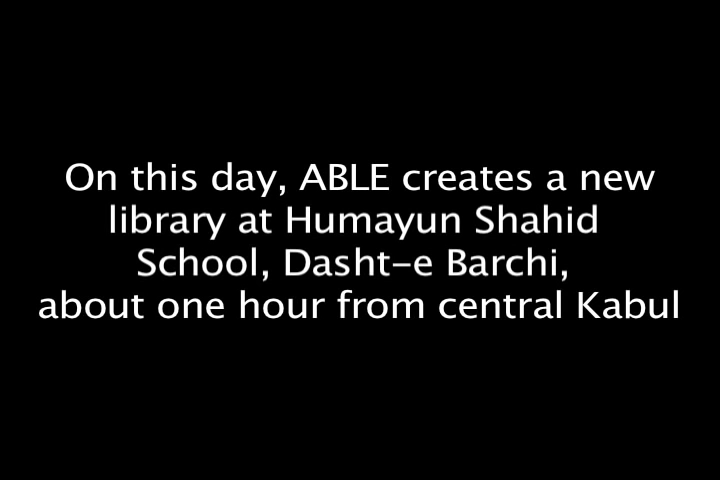 On this day, ABLE creates a new
library at Humayun Shahid
School, Dasht-e Barchi,
about one hour from central Kabul